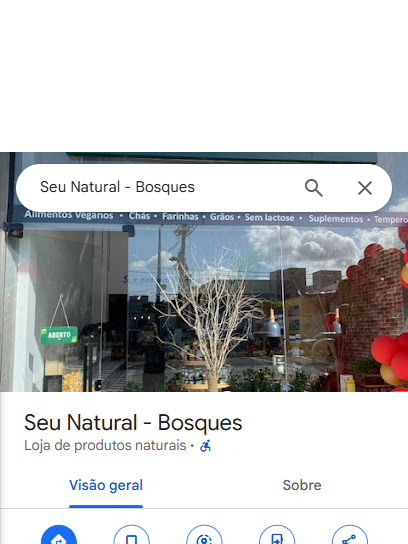 Seu Natural - Bosques
Alimentos Veganos • Chás • Farinhas • Grãos • Sem lactose • Suplementos • Tempero
ABERTO
Seu Natural - Bosques
Loja de produtos naturais •
Visão geral
Sobre